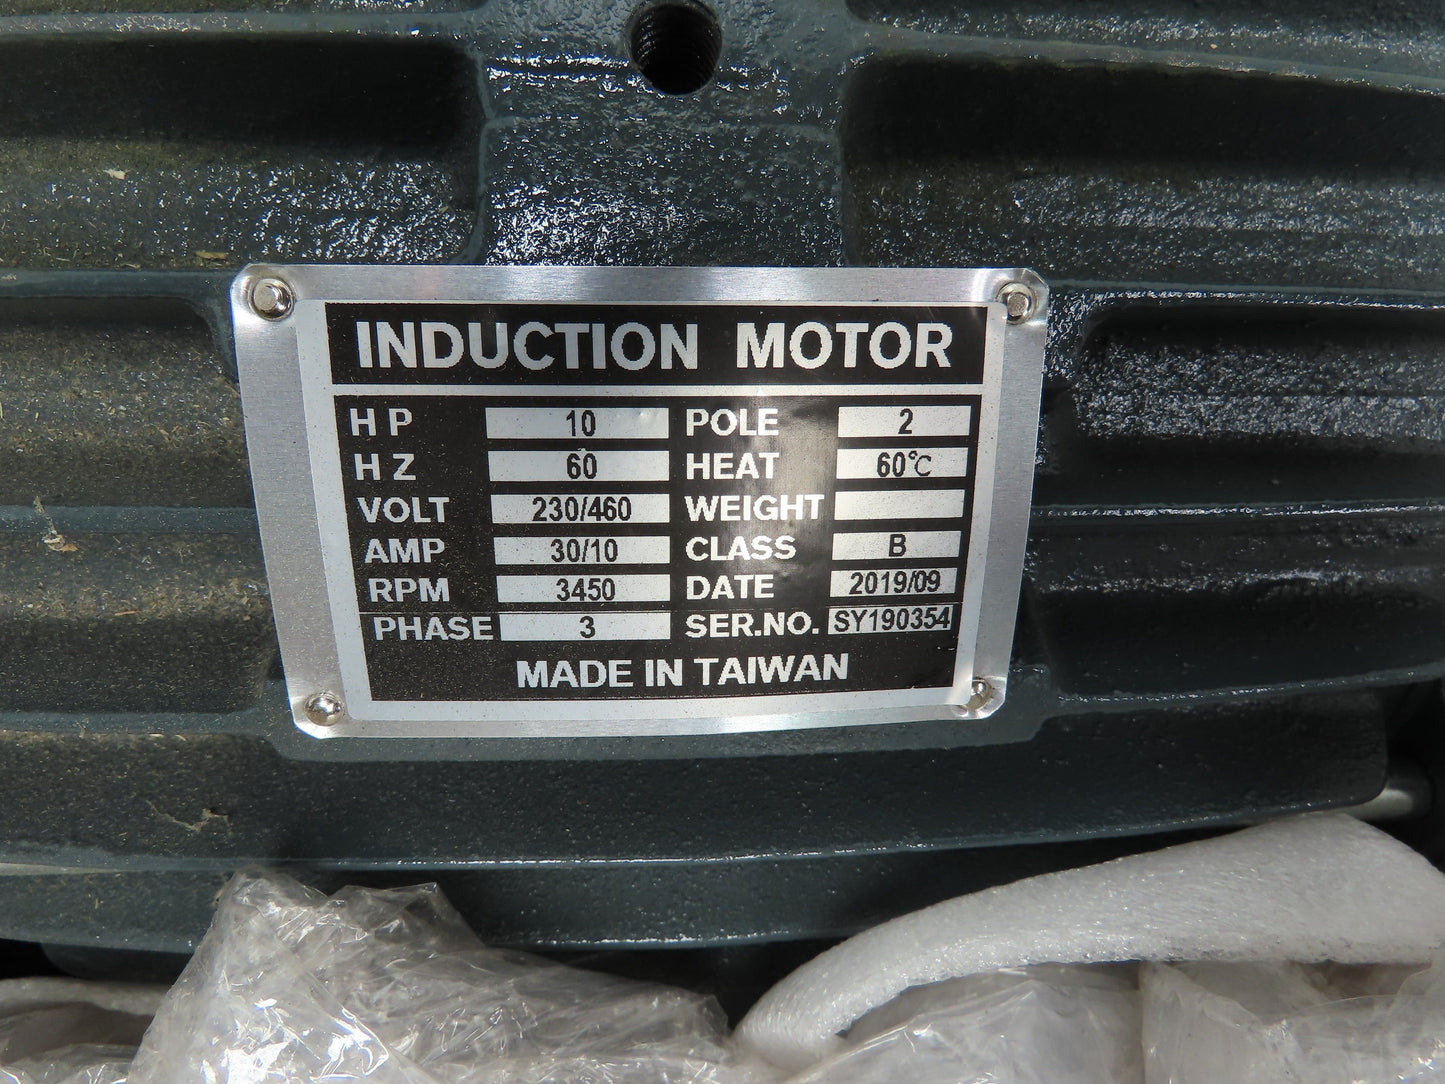 INDUCTION MOTOR
HP 10 POLE 2
HZ 60 HEAT 60°C
VOLT 230/460 WEIGHT
AMP 30/10 CLASS B
RPM 3450 DATE 2019/09
PHASE 3 SER.NO. SY190354
MADE IN TAIWAN